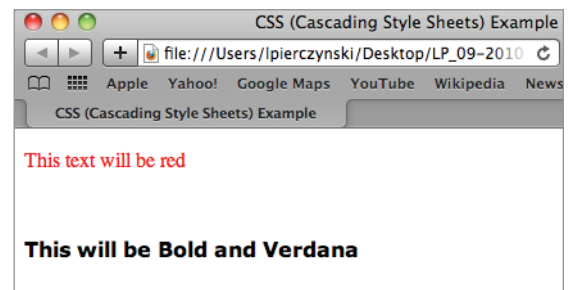 CSS (Cascading Style Sheets) Example
file:///Users/lpierczynski/Desktop/LP_09-2010
Apple Yahoo! Google Maps YouTube Wikipedia News
CSS (Cascading Style Sheets) Example
This text will be red
This will be Bold and Verdana